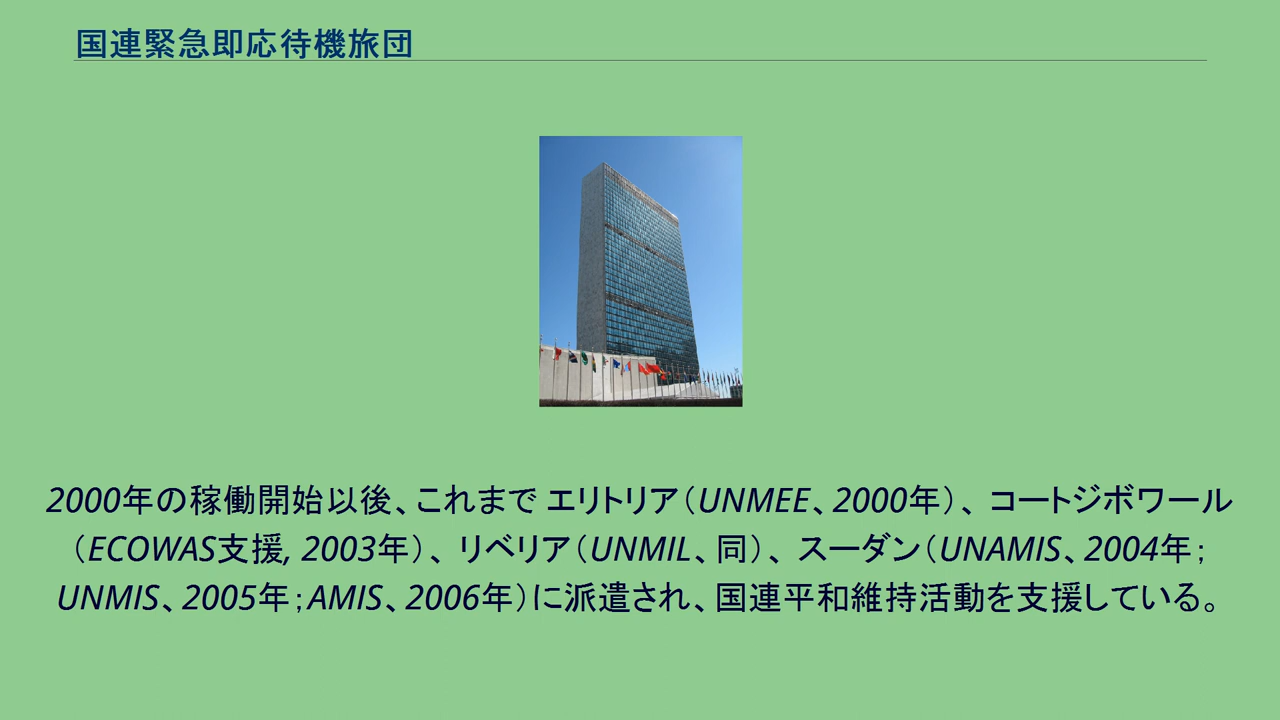 国連緊急即応待機旅団
2000年の稼働開始以後、これまで エリトリア（UNMEE、2000年）、コートジボワール
（ECOWAS支援, 2003年）、リベリア（UNMIL、同）、スーダン（UNAMIS、2004年；
UNMIS、2005年；AMIS、2006年）に派遣され、国連平和維持活動を支援している。